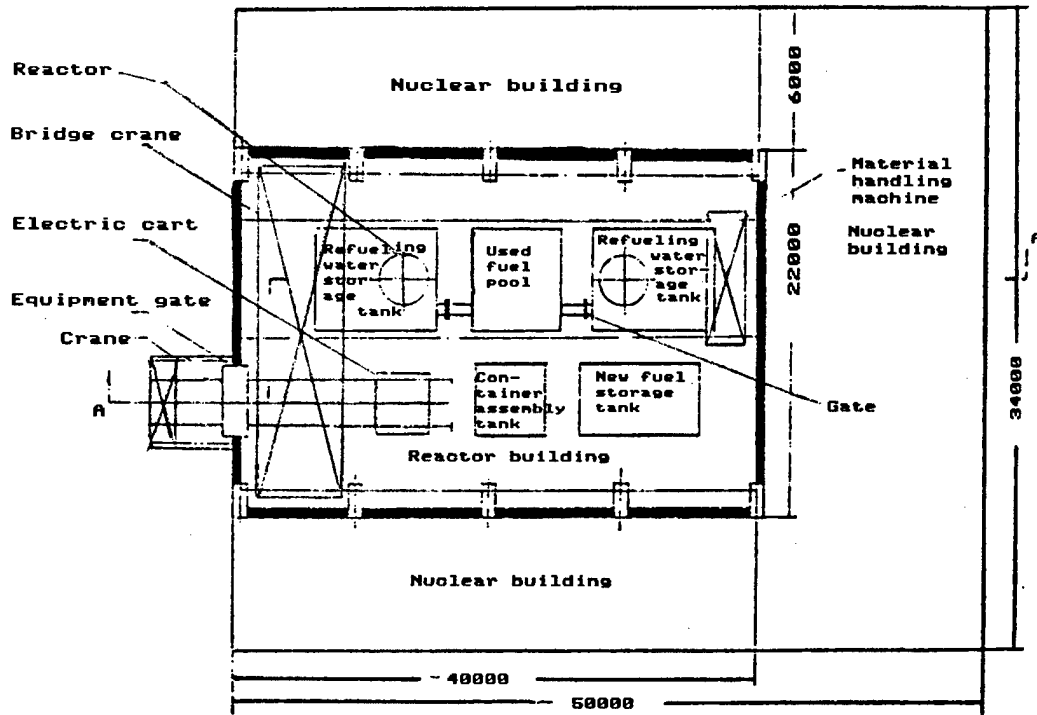 Reactor
Nuclear building
6000
Bridge crane
Material
handling
machine
Electric cart
Nuclear
building
Refueling
water
stor-
age
tank
Used
fuel
pool
Refueling
water
stor-
age
tank
22000
Equipment gate
Crane
A
Con-
tainer
assembly
tank
New fuel
storage
tank
Gate
34000
Reactor building
Nuclear building
40000
50000